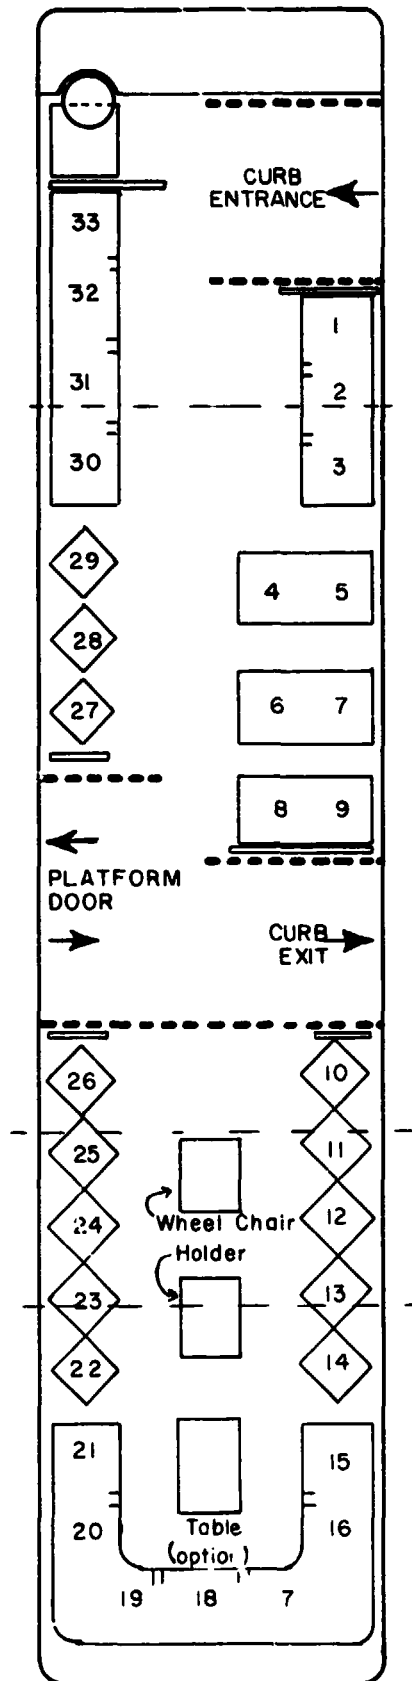 CURB
ENTRANCE
33
32
1
31
2
30
3
29
4 5
28
27
6 7
8 9
PLATFORM
DOOR
CURB
EXIT
26
10
25
11
Wheel Chair
24
12
Holder
23
13
22
14
21
15
20
16
Table
(option)
19 18 7